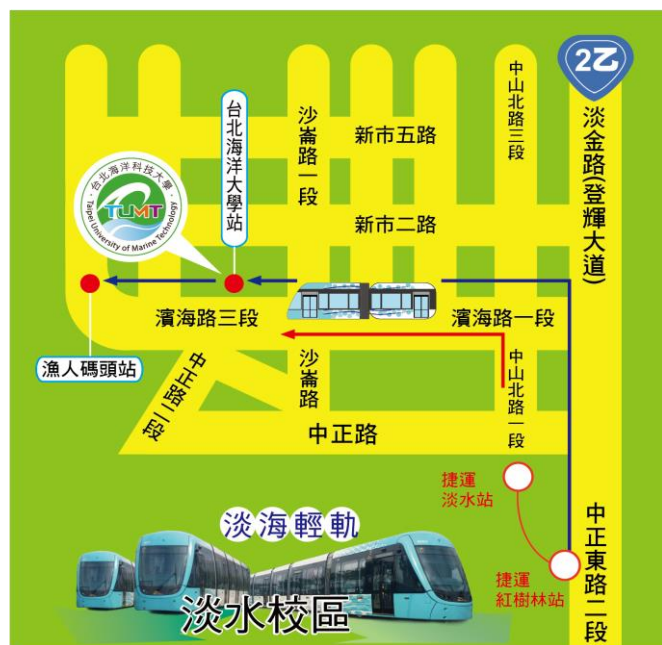 2乙
中山北路三段
淡金路(登輝大道)
台北海洋大學站
沙崙路一段
新市五路
台北海洋科技大學
TUMT
Taipei University of Marine Technology
新市二路
濱海路三段
濱海路一段
漁人碼頭站
中正路二段
沙崙路
中山北路一段
中正路
捷運
淡水站
中正東路二段
淡海輕軌
捷運
紅樹林站
淡水校區